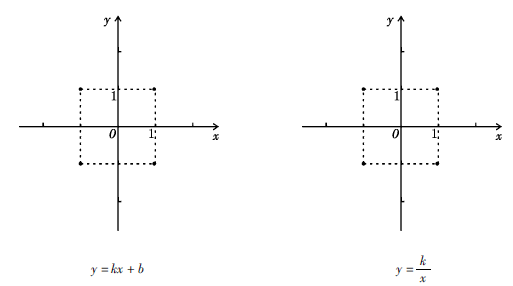 y y
1 1
0 1 x 0 1 x
y = kx + b y = k/x